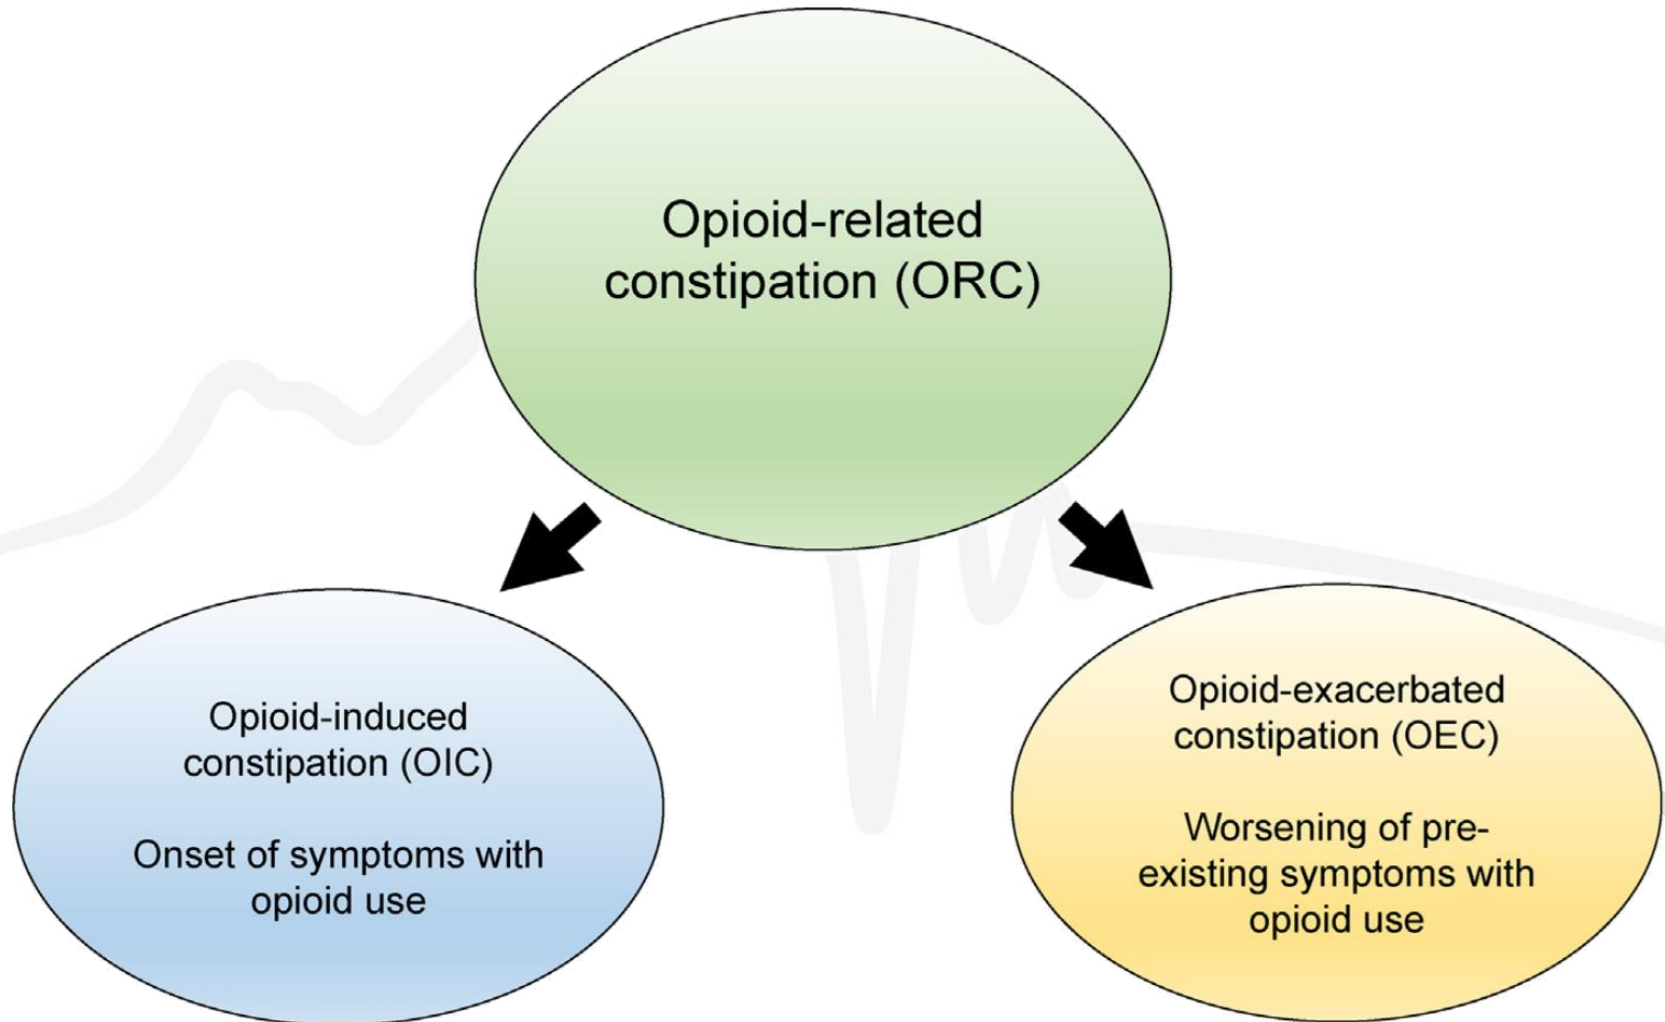 Opioid-related
constipation (ORC)
Opioid-induced
constipation (OIC)
Onset of symptoms with
opioid use
Opioid-exacerbated
constipation (OEC)
Worsening of pre-
existing symptoms with
opioid use